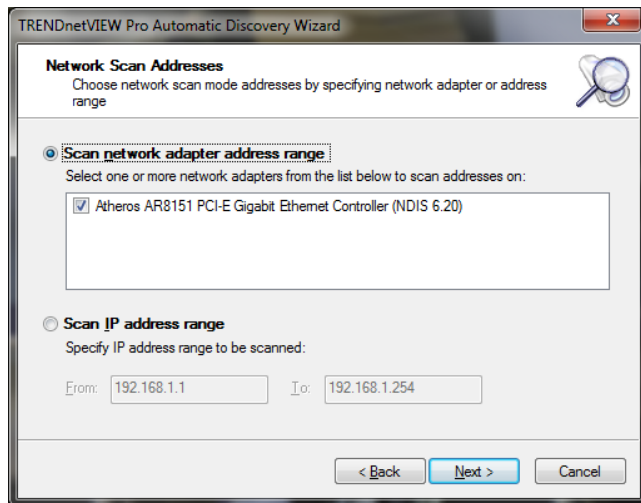 TRENDnetVIEW Pro Automatic Discovery Wizard
Network Scan Addresses
Choose network scan mode addresses by specifying network adapter or address
range
Scan network adapter address range
Select one or more network adapters from the list below to scan addresses on:
Atheros AR8151 PCI-E Gigabit Ethernet Controller (NDIS 6.20)
Scan IP address range
Specify IP address range to be scanned:
From: 192.168.1.1 To: 192.168.1.254
< Back Next > Cancel